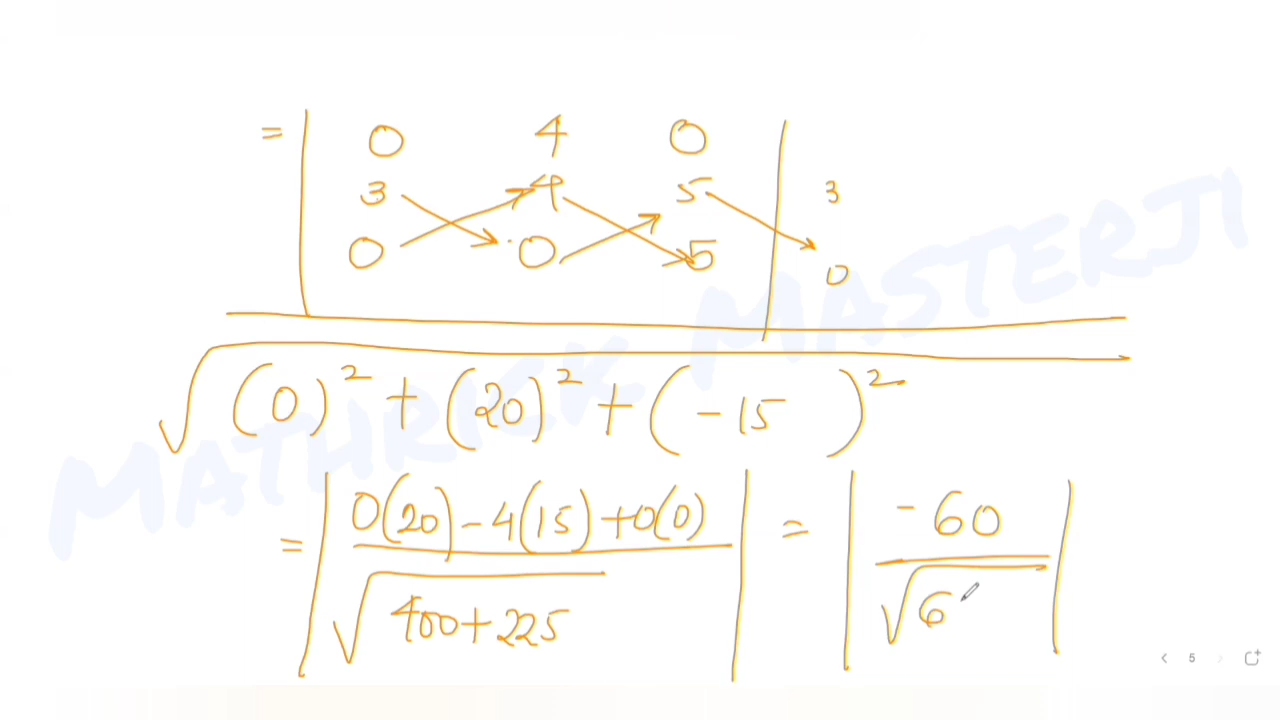 = | 0 4 0 |
3 4 5 3
0 0 5 0
√ (0)² + (20)² + (-15 )²
= | 0(20) - 4(15) + 0(0) / √ 400 + 225 | = | -60 / √ 6 |
MATHRICK MASTERJI
< 5 >